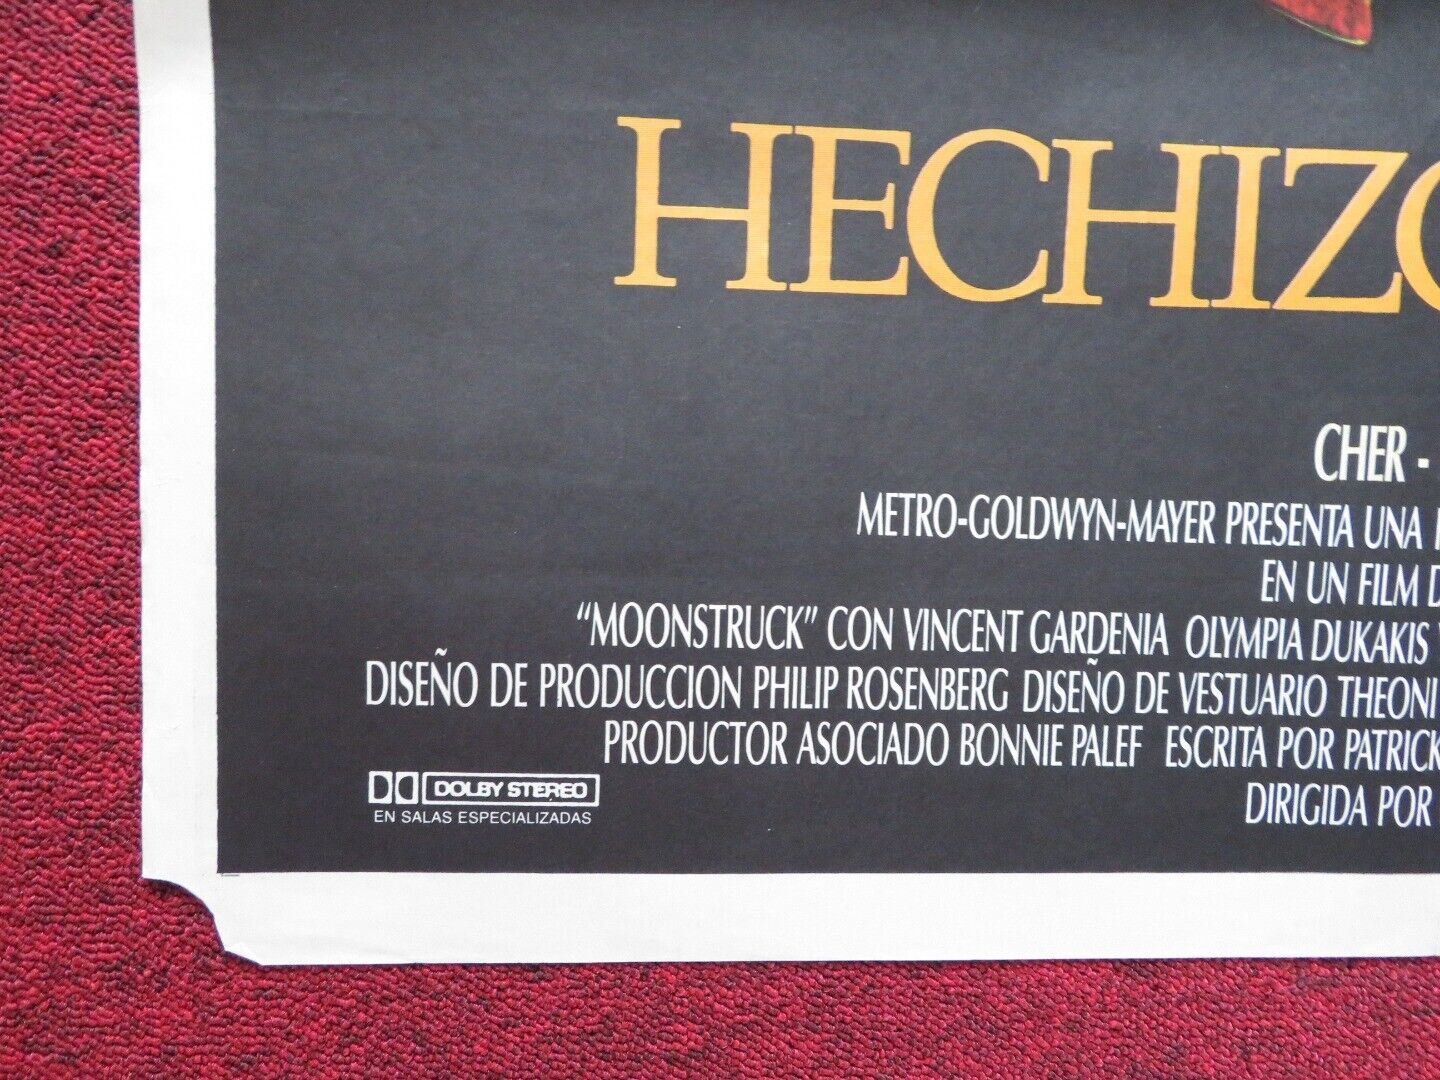 HECHIZO
CHER -
METRO-GOLDWYN-MAYER PRESENTA UNA
EN UN FILM D
"MOONSTRUCK" CON VINCENT GARDENIA OLYMPIA DUKAKIS Y
DISEÑO DE PRODUCCION PHILIP ROSENBERG DISEÑO DE VESTUARIO THEONI
PRODUCTOR ASOCIADO BONNIE PALEF ESCRITA POR PATRICK
DIRIGIDA POR
DOLBY STEREO
EN SALAS ESPECIALIZADAS